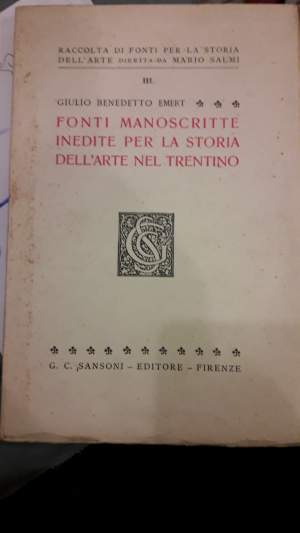 RACCOLTA DI FONTI PER LA STORIA
DELL'ARTE DIRETTA DA MARIO SALMI
III.
GIULIO BENEDETTO EMERT
FONTI MANOSCRITTE
INEDITE PER LA STORIA
DELL'ARTE NEL TRENTINO
G. C. SANSONI - EDITORE - FIRENZE